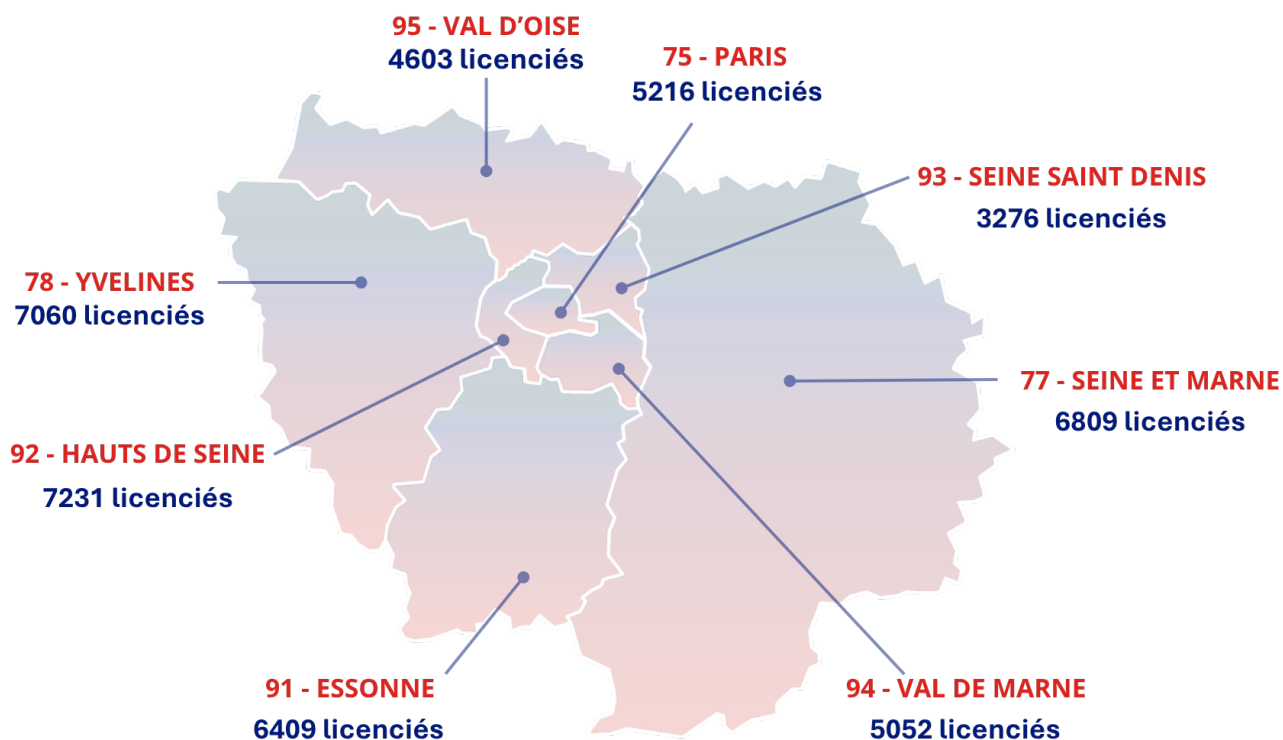 95 - VAL D’OISE
4603 licenciés
75 - PARIS
5216 licenciés
93 - SEINE SAINT DENIS
3276 licenciés
78 - YVELINES
7060 licenciés
77 - SEINE ET MARNE
6809 licenciés
92 - HAUTS DE SEINE
7231 licenciés
91 - ESSONNE
6409 licenciés
94 - VAL DE MARNE
5052 licenciés